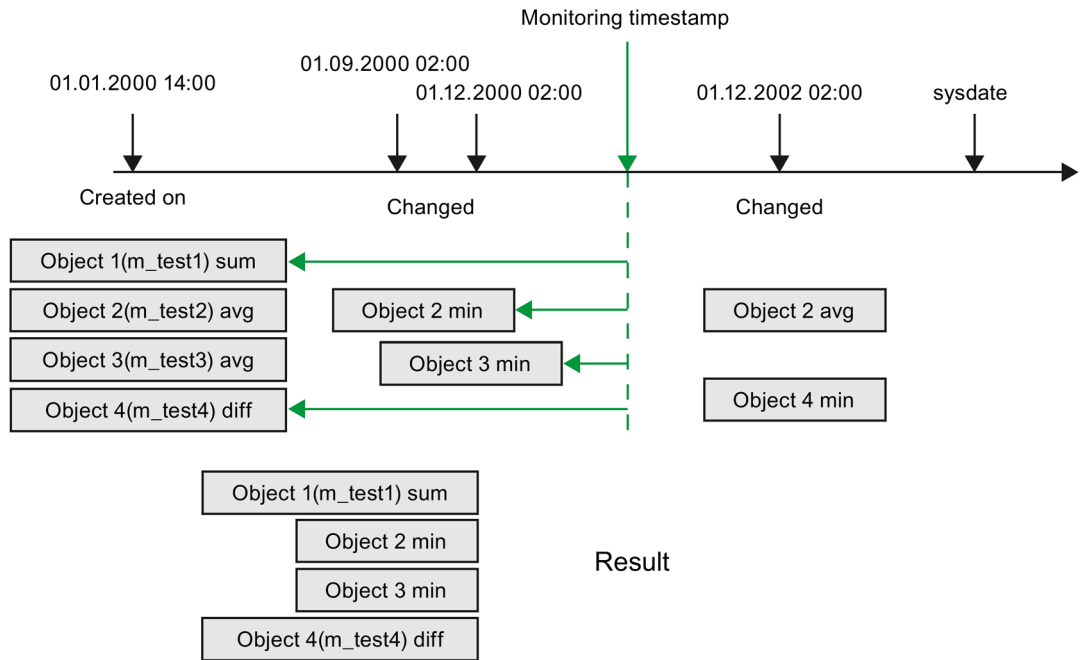 Monitoring timestamp
01.09.2000 02:00
01.01.2000 14:00
01.12.2000 02:00
01.12.2002 02:00
sysdate
Created on
Changed
Changed
Object 1(m_test1) sum
Object 2(m_test2) avg
Object 2 min
Object 2 avg
Object 3(m_test3) avg
Object 3 min
Object 4(m_test4) diff
Object 4 min
Object 1(m_test1) sum
Object 2 min
Result
Object 3 min
Object 4(m_test4) diff